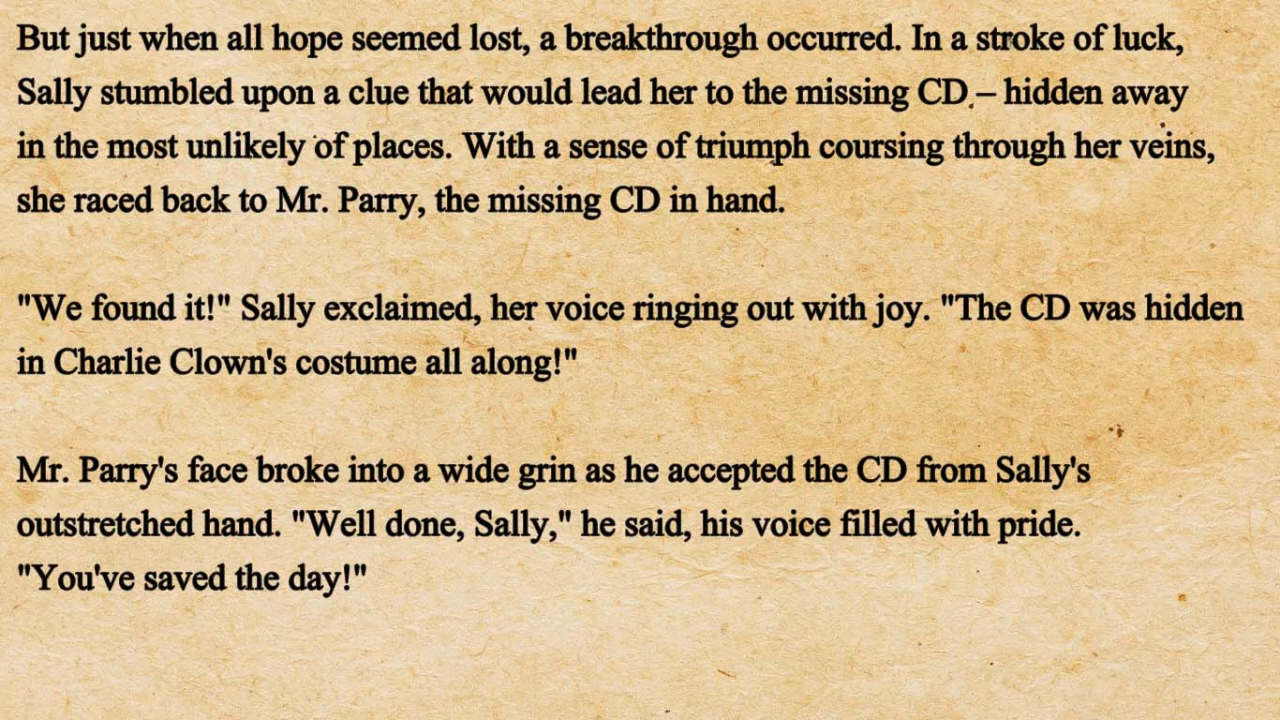 But just when all hope seemed lost, a breakthrough occurred. In a stroke of luck,
Sally stumbled upon a clue that would lead her to the missing CD – hidden away
in the most unlikely of places. With a sense of triumph coursing through her veins,
she raced back to Mr. Parry, the missing CD in hand.
"We found it!" Sally exclaimed, her voice ringing out with joy. "The CD was hidden
in Charlie Clown's costume all along!"
Mr. Parry's face broke into a wide grin as he accepted the CD from Sally's
outstretched hand. "Well done, Sally," he said, his voice filled with pride.
"You've saved the day!"